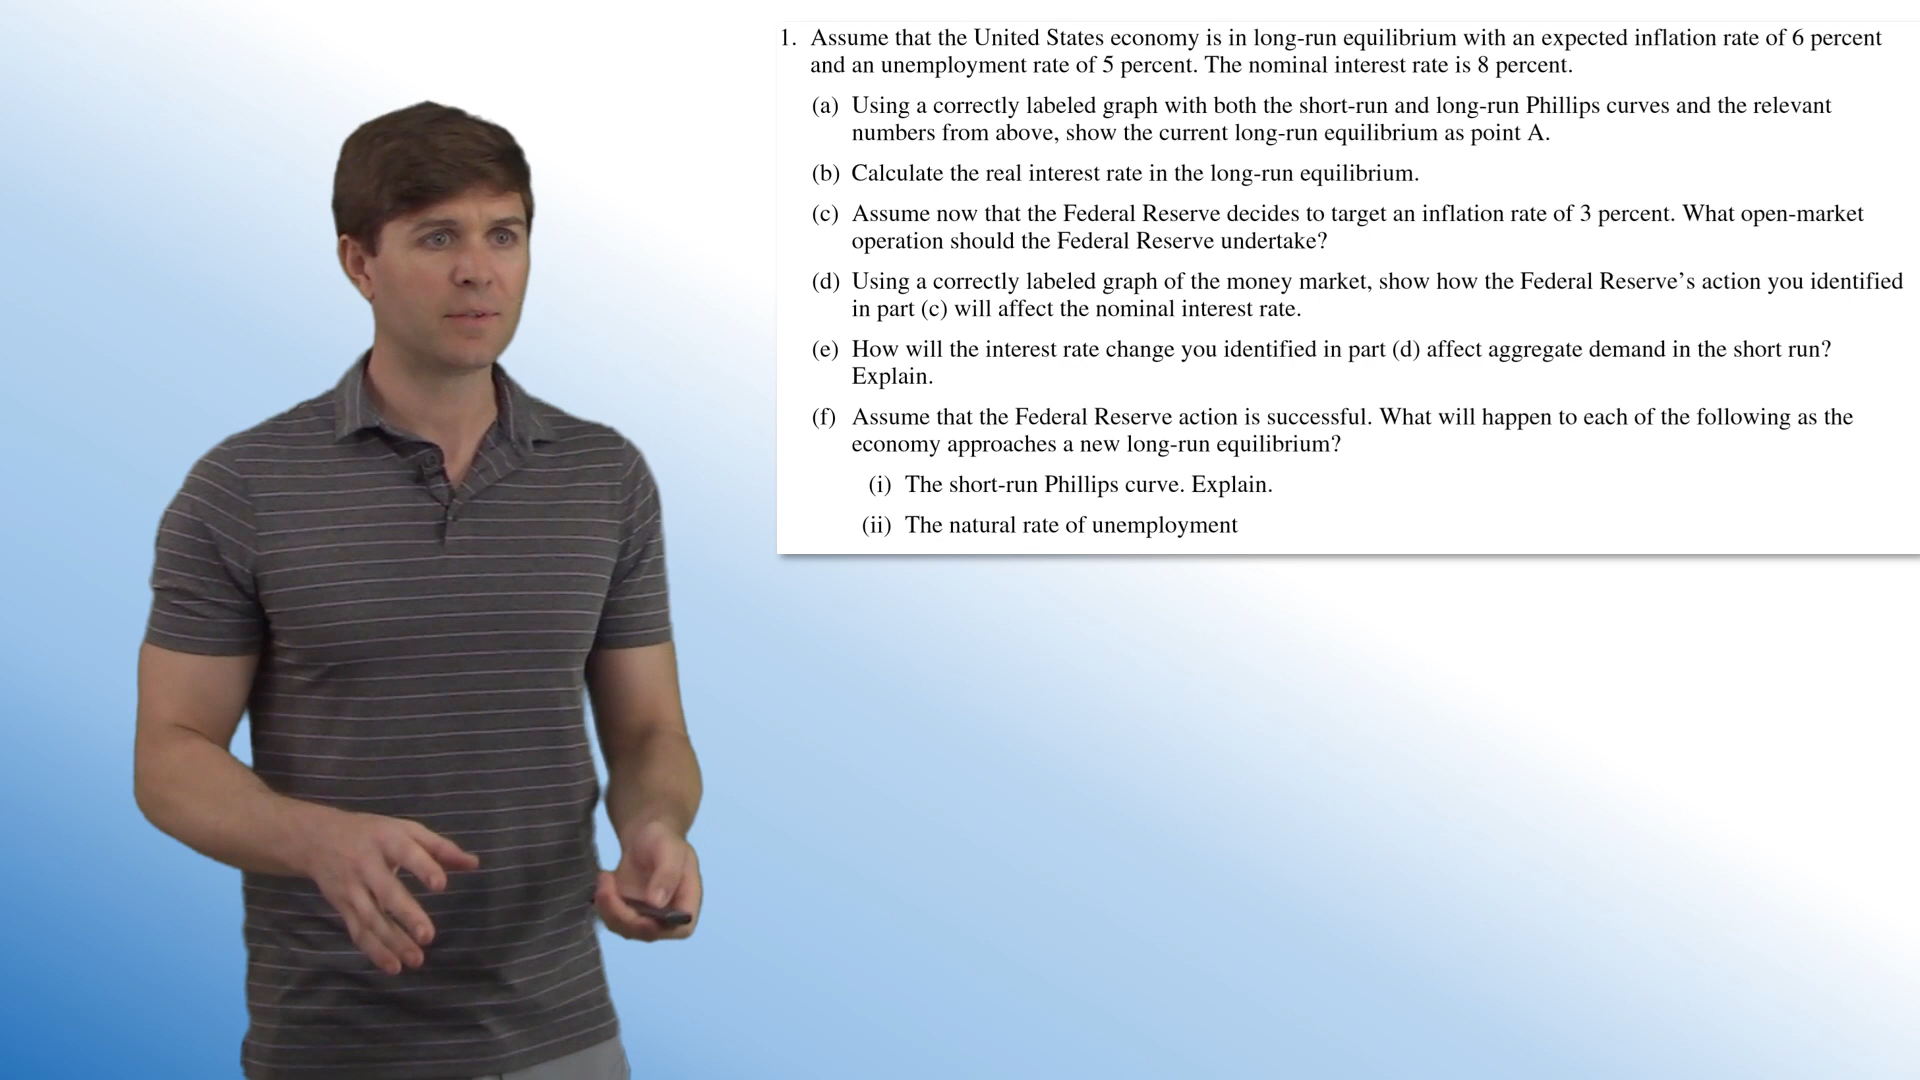 1. Assume that the United States economy is in long-run equilibrium with an expected inflation rate of 6 percent
and an unemployment rate of 5 percent. The nominal interest rate is 8 percent.
(a) Using a correctly labeled graph with both the short-run and long-run Phillips curves and the relevant
numbers from above, show the current long-run equilibrium as point A.
(b) Calculate the real interest rate in the long-run equilibrium.
(c) Assume now that the Federal Reserve decides to target an inflation rate of 3 percent. What open-market
operation should the Federal Reserve undertake?
(d) Using a correctly labeled graph of the money market, show how the Federal Reserve’s action you identified
in part (c) will affect the nominal interest rate.
(e) How will the interest rate change you identified in part (d) affect aggregate demand in the short run?
Explain.
(f) Assume that the Federal Reserve action is successful. What will happen to each of the following as the
economy approaches a new long-run equilibrium?
(i) The short-run Phillips curve. Explain.
(ii) The natural rate of unemployment